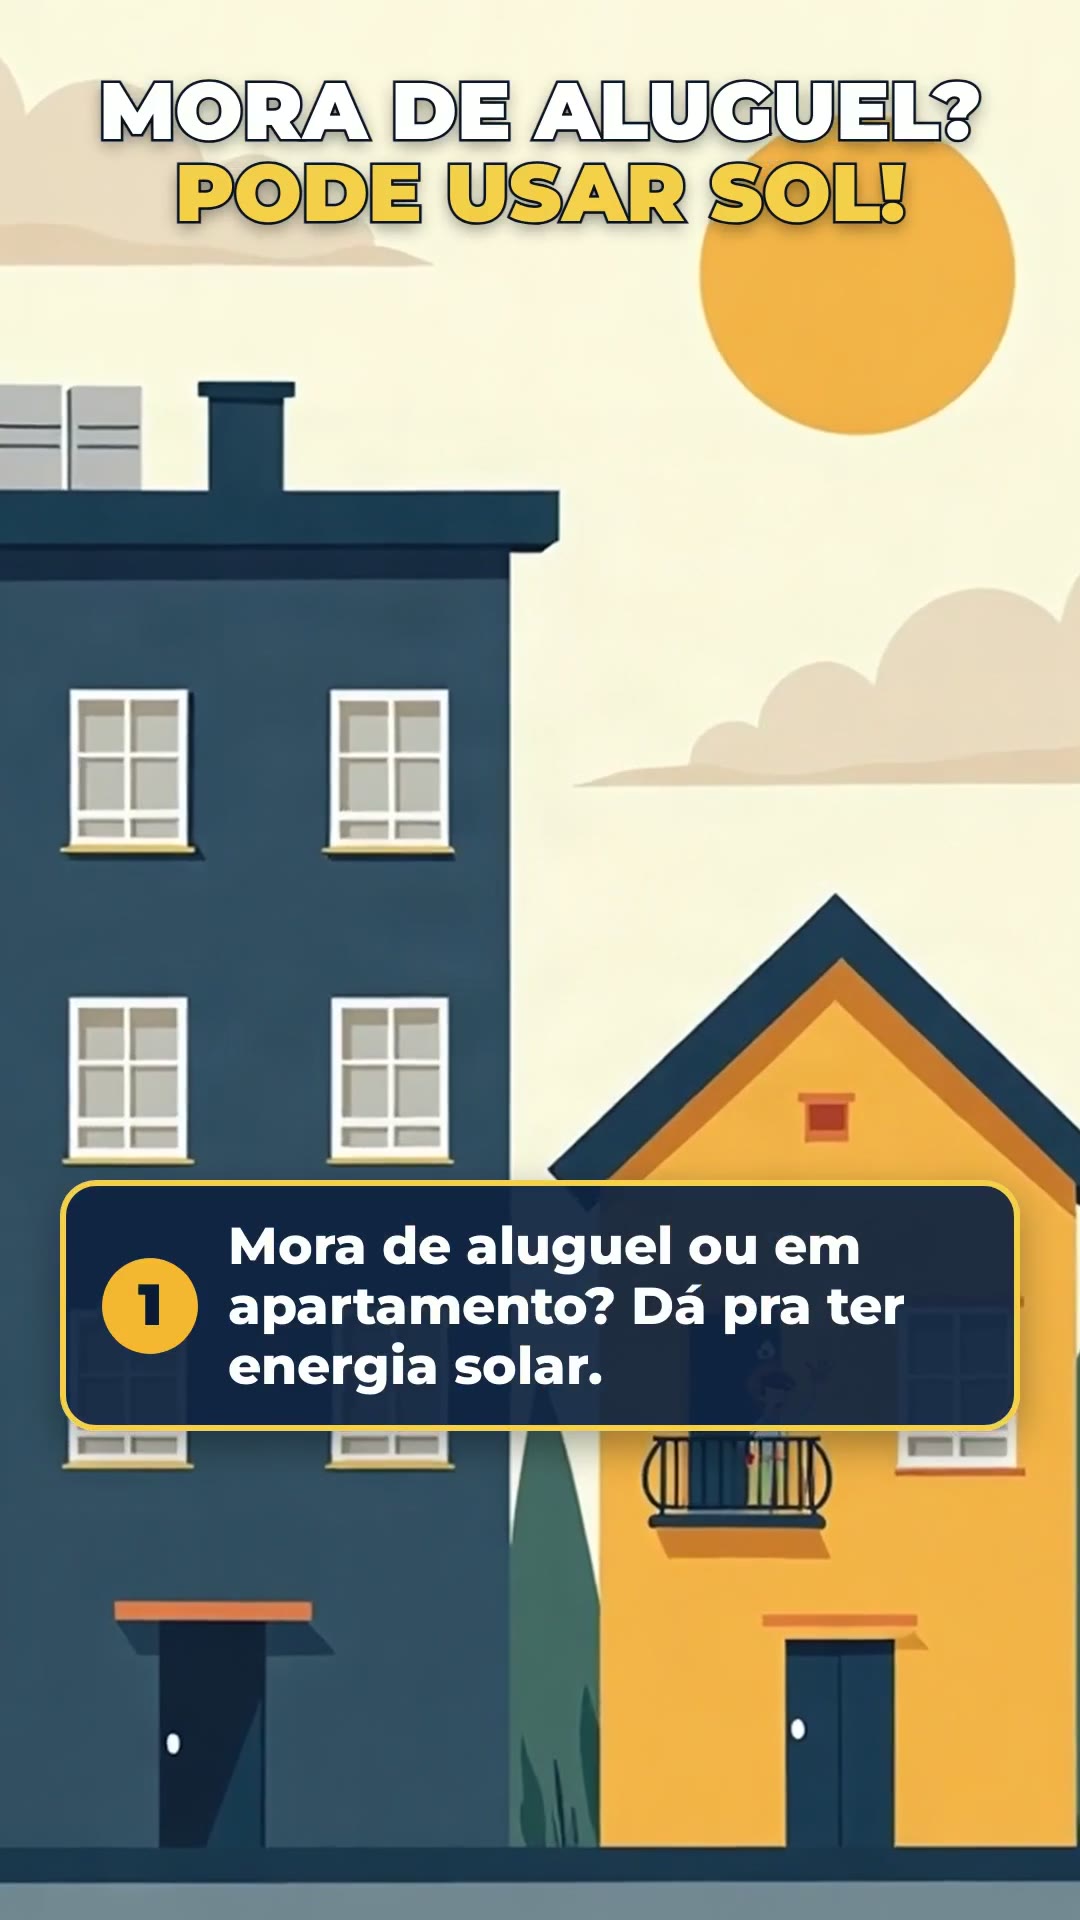 MORA DE ALUGUEL?
PODE USAR SOL!
1
Mora de aluguel ou em
apartamento? Dá pra ter
energia solar.